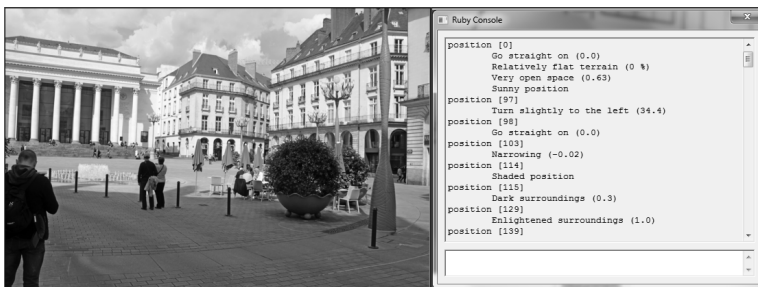 Ruby Console
position [0]
Go straight on (0.0)
Relatively flat terrain (0 %)
Very open space (0.63)
Sunny position
position [97]
Turn slightly to the left (34.4)
position [98]
Go straight on (0.0)
position [103]
Narrowing (-0.02)
position [114]
Shaded position
position [115]
Dark surroundings (0.3)
position [129]
Enlightened surroundings (1.0)
position [139]